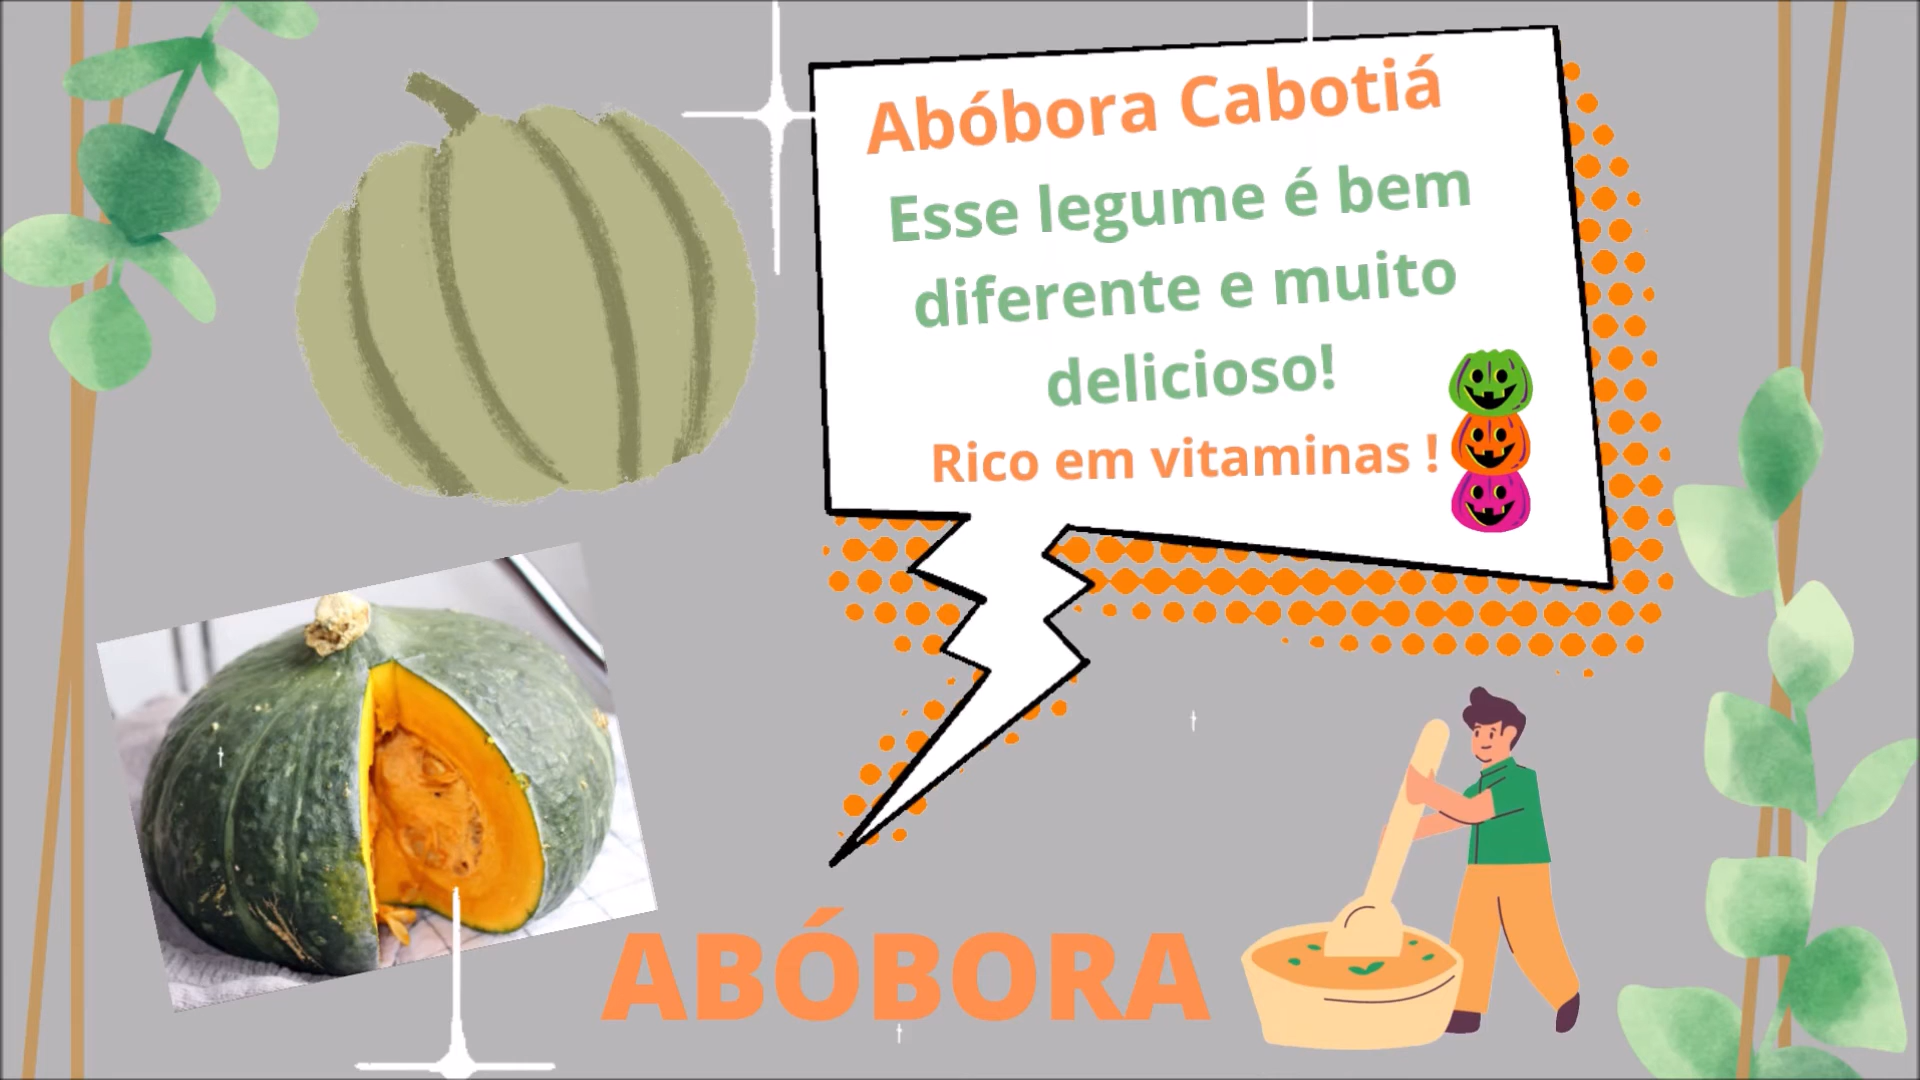 Abóbora Cabotiá
Esse legume é bem
diferente e muito
delicioso!
Rico em vitaminas !
ABÓBORA